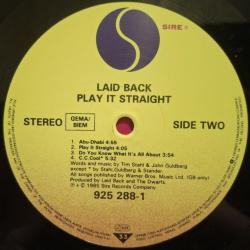 SIRE
LAID BACK
PLAY IT STRAIGHT
STEREO
GEMA/
BIEM
SIDE TWO
1. Abu-Dhabi 4:55
2. Play It Straight 4:05
3. Do You Know What It's All About 3:54
4. C.C.Cool* 5:32
Words and music by Tim Stahl & John Guldberg
except * by Stahl.Guldberg & Stander.
All songs published by Warner Bros. Music Ltd. (GB only)
Produced by Laid Back and The Dwarts.
℗ + © 1985 Sire Records Company
925 288-1